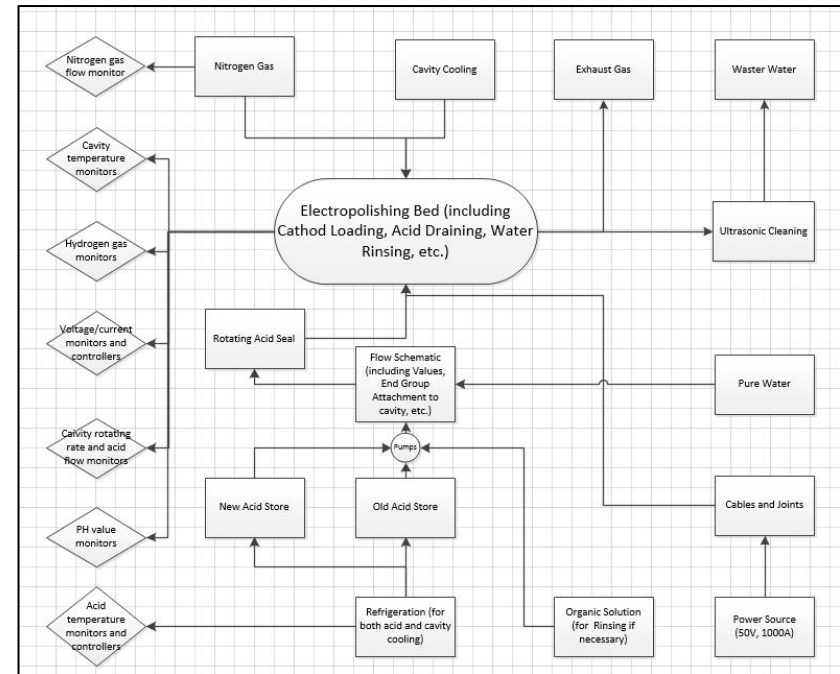 Nitrogen gas
flow monitor
Nitrogen Gas
Cavity Cooling
Exhaust Gas
Waster Water
Cavity
temperature
monitors
Electropolishing Bed (including
Cathod Loading, Acid Draining, Water
Rinsing, etc.)
Ultrasonic Cleaning
Hydrogen gas
monitors
Voltage/current
monitors and
controllers
Rotating Acid Seal
Flow Schematic
(including Values,
End Group
Attachment to
cavity, etc.)
Pure Water
Caivity rotating
rate and acid
flow monitors
Pumps
New Acid Store
Old Acid Store
Cables and Joints
PH value
monitors
Acid
temperature
monitors and
controllers
Refrigeration (for
both acid and cavity
cooling)
Organic Solution
(for Rinsing if
necessary)
Power Source
(50V, 1000A)